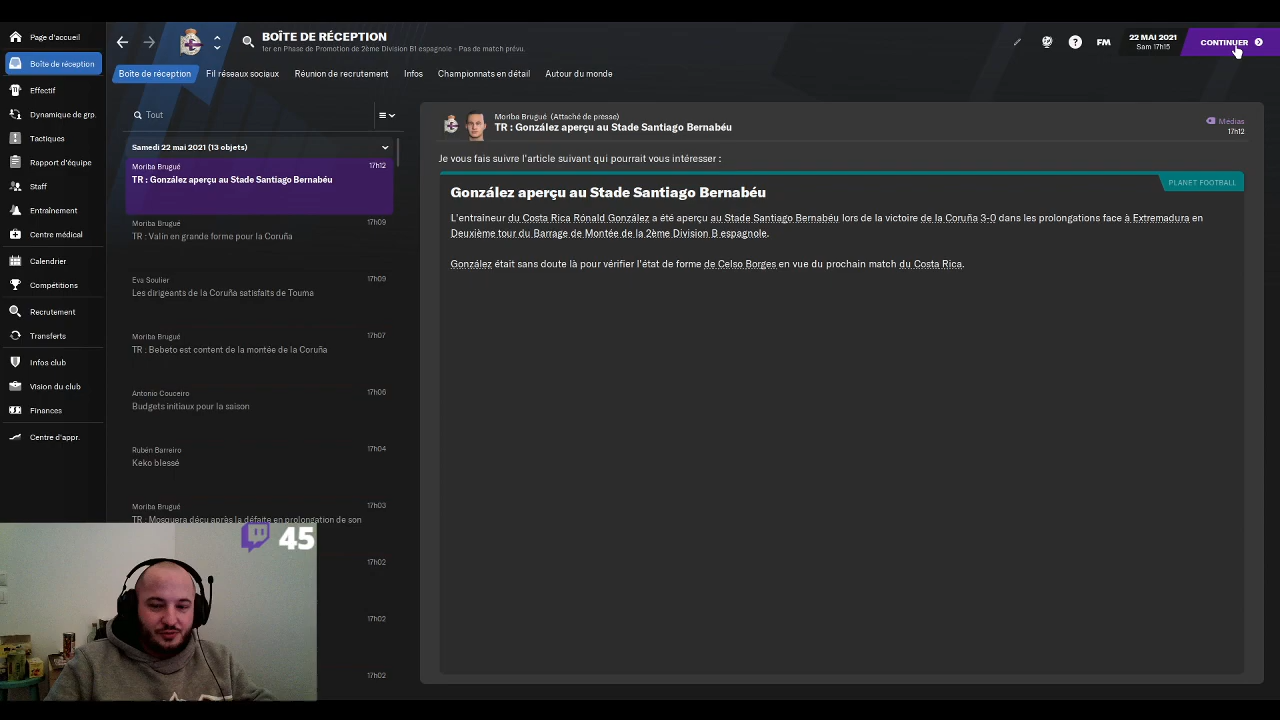 Page d'accueil
Boîte de réception
Effectif
Dynamique de grp.
Tactiques
Rapport d'équipe
Staff
Entraînement
Centre médical
Calendrier
Compétitions
Recrutement
Transferts
Infos club
Vision du club
Finances
Centre d'appr.
BOÎTE DE RÉCEPTION
1er en Phase de Promotion de 2ème Division B1 espagnole - Pas de match prévu.
FM
22 MAI 2021
Sam 17h15
CONTINUER
Boîte de réception
Fil réseaux sociaux
Réunion de recrutement
Infos
Championnats en détail
Autour du monde
Tout
Samedi 22 mai 2021 (13 objets)
Moriba Brugué 17h12
TR : González aperçu au Stade Santiago Bernabéu
Moriba Brugué 17h09
TR : Valín en grande forme pour la Coruña
Eva Soulier 17h09
Les dirigeants de la Coruña satisfaits de Touma
Moriba Brugué 17h07
TR : Bebeto est content de la montée de la Coruña
Antonio Couceiro 17h06
Budgets initiaux pour la saison
Rubén Barreiro 17h04
Keko blessé
Moriba Brugué 17h03
TR : Mosquera déçu après la défaite en prolongation de son
17h02
17h02
17h02
45
Moriba Brugué (Attaché de presse)
TR : González aperçu au Stade Santiago Bernabéu
Médias
17h12
Je vous fais suivre l'article suivant qui pourrait vous intéresser :
PLANET FOOTBALL
González aperçu au Stade Santiago Bernabéu
L'entraîneur du Costa Rica Rónald González a été aperçu au Stade Santiago Bernabéu lors de la victoire de la Coruña 3-0 dans les prolongations face à Extremadura en
Deuxième tour du Barrage de Montée de la 2ème Division B espagnole.
González était sans doute là pour vérifier l'état de forme de Celso Borges en vue du prochain match du Costa Rica.